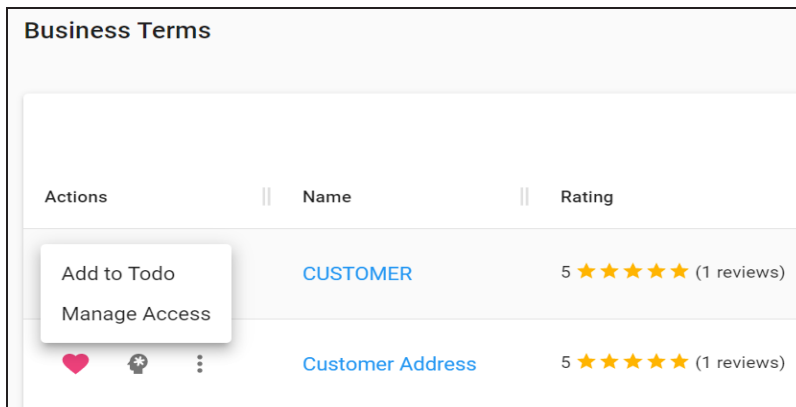 Business Terms
Actions Name Rating
Add to Todo
CUSTOMER 5 (1 reviews)
Manage Access
Customer Address 5 (1 reviews)